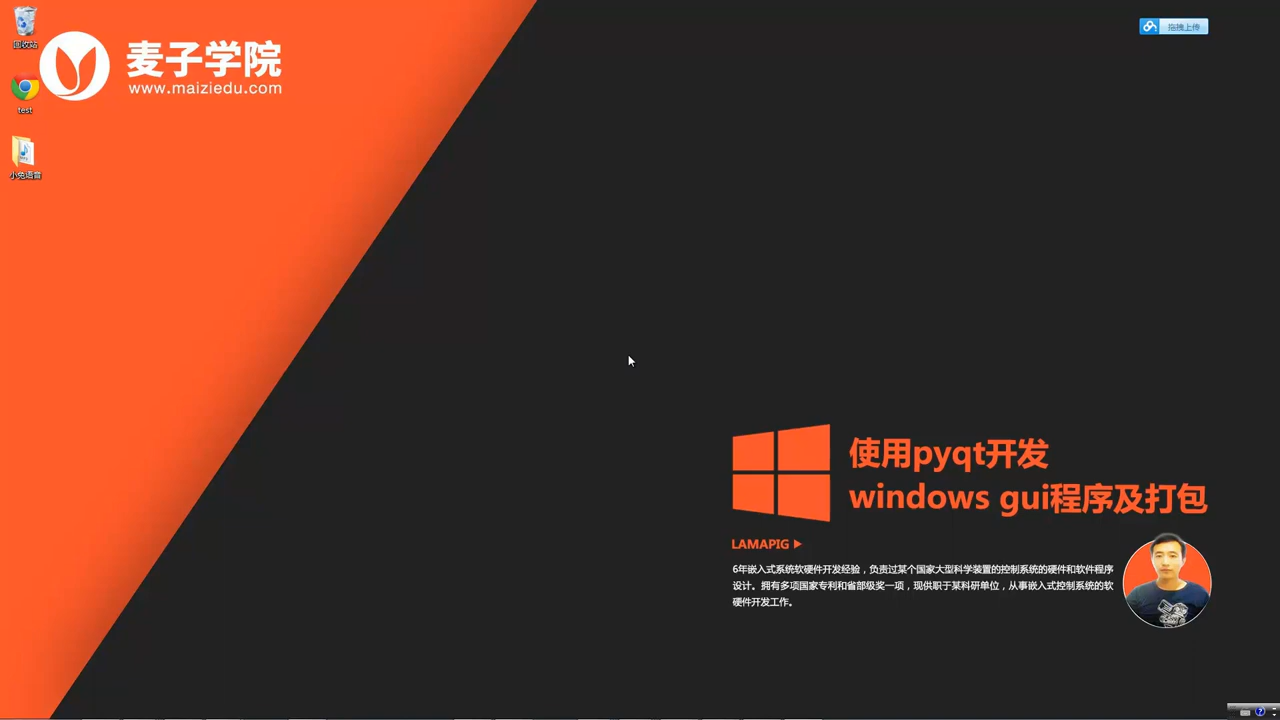 回收站
麦子学院
www.maiziedu.com
test
小兔语音
拖拽上传
使用pyqt开发
windows gui程序及打包
LAMAPIG
6年嵌入式系统软硬件开发经验，负责过某个国家大型科学装置的控制系统的硬件和软件程序
设计。拥有多项国家专利和省部级奖一项，现供职于某科研单位，从事嵌入式控制系统的软
硬件开发工作。